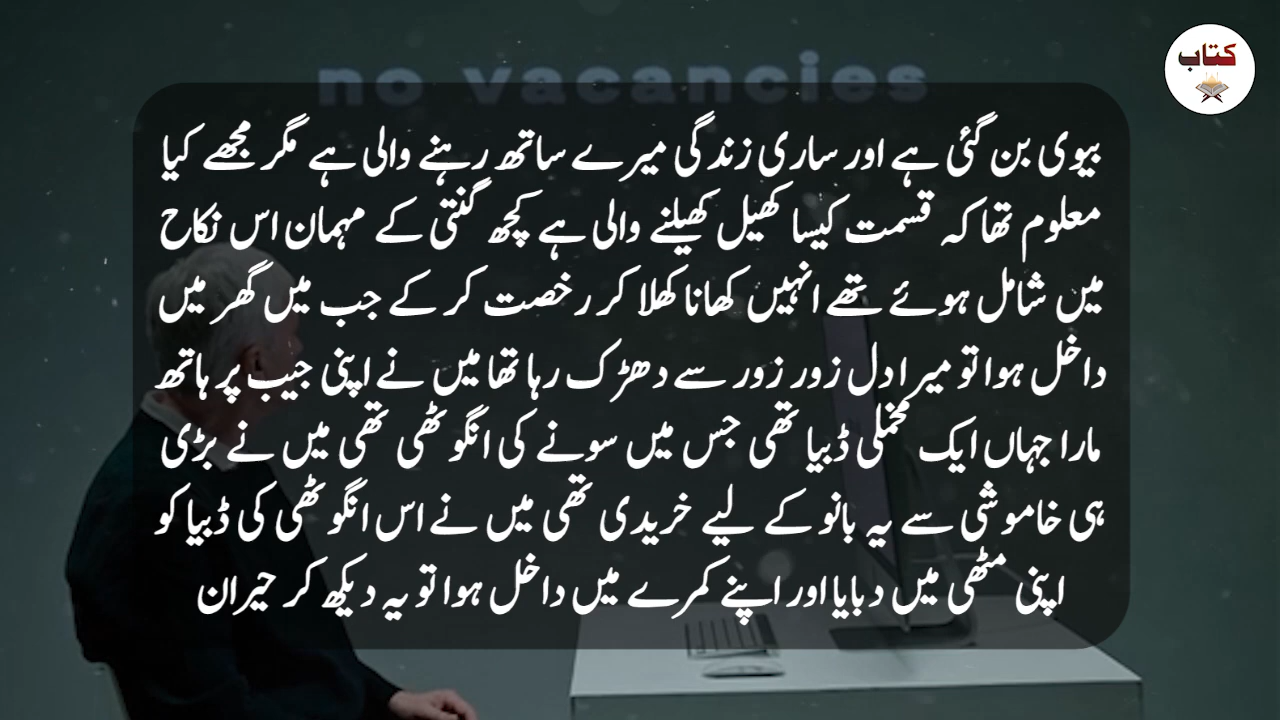 no vacancies
کتاب
بیوی بن گئی ہے اور ساری زندگی میرے ساتھ رہنے والی ہے مگر مجھے کیا
معلوم تھا کہ قسمت کیسا کھیل کھیلنے والی ہے کچھ گنتی کے مہمان اس نکاح
میں شامل ہوئے تھے انہیں کھانا کھلا کر رخصت کر کے جب میں گھر میں
داخل ہوا تو میرا دل زور زور سے دھڑک رہا تھا میں نے اپنی جیب پر ہاتھ
مارا جہاں ایک مخملی ڈبیا تھی جس میں سونے کی انگوٹھی تھی میں نے بڑی
ہی خاموشی سے یہ بانو کے لیے خریدی تھی میں نے اس انگوٹھی کی ڈبیا کو
اپنی مٹھی میں دبایا اور اپنے کمرے میں داخل ہوا تو یہ دیکھ کر حیران